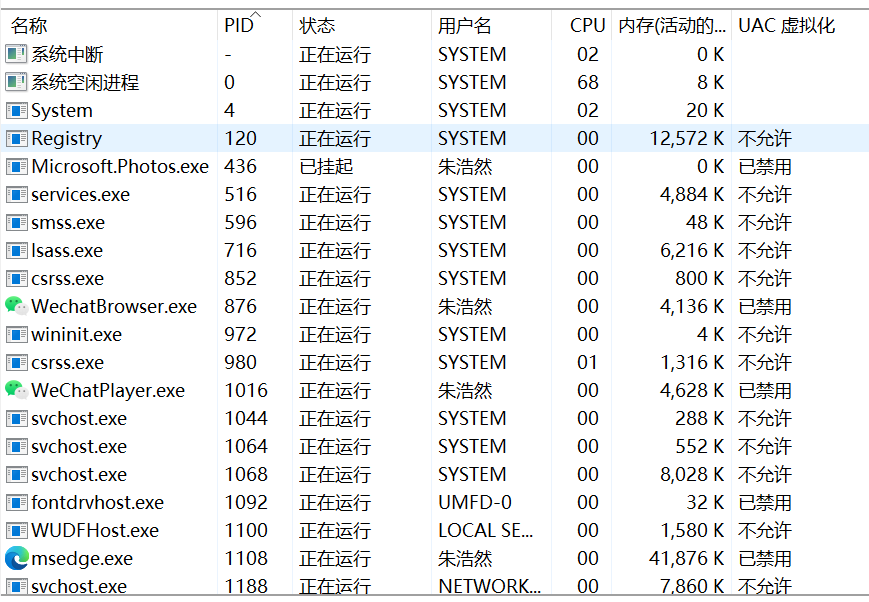 名称 PID 状态 用户名 CPU 内存(活动的... UAC 虚拟化
系统中断 - 正在运行 SYSTEM 02 0 K
系统空闲进程 0 正在运行 SYSTEM 68 8 K
System 4 正在运行 SYSTEM 02 20 K
Registry 120 正在运行 SYSTEM 00 12,572 K 不允许
Microsoft.Photos.exe 436 已挂起 朱浩然 00 0 K 已禁用
services.exe 516 正在运行 SYSTEM 00 4,884 K 不允许
smss.exe 596 正在运行 SYSTEM 00 48 K 不允许
lsass.exe 716 正在运行 SYSTEM 00 6,216 K 不允许
csrss.exe 852 正在运行 SYSTEM 00 800 K 不允许
WechatBrowser.exe 876 正在运行 朱浩然 00 4,136 K 已禁用
wininit.exe 972 正在运行 SYSTEM 00 4 K 不允许
csrss.exe 980 正在运行 SYSTEM 01 1,316 K 不允许
WeChatPlayer.exe 1016 正在运行 朱浩然 00 4,628 K 已禁用
svchost.exe 1044 正在运行 SYSTEM 00 288 K 不允许
svchost.exe 1064 正在运行 SYSTEM 00 552 K 不允许
svchost.exe 1068 正在运行 SYSTEM 00 8,028 K 不允许
fontdrvhost.exe 1092 正在运行 UMFD-0 00 32 K 已禁用
WUDFHost.exe 1100 正在运行 LOCAL SE... 00 1,580 K 不允许
msedge.exe 1108 正在运行 朱浩然 00 41,876 K 已禁用
svchost.exe 1188 正在运行 NETWORK... 00 7,860 K 不允许